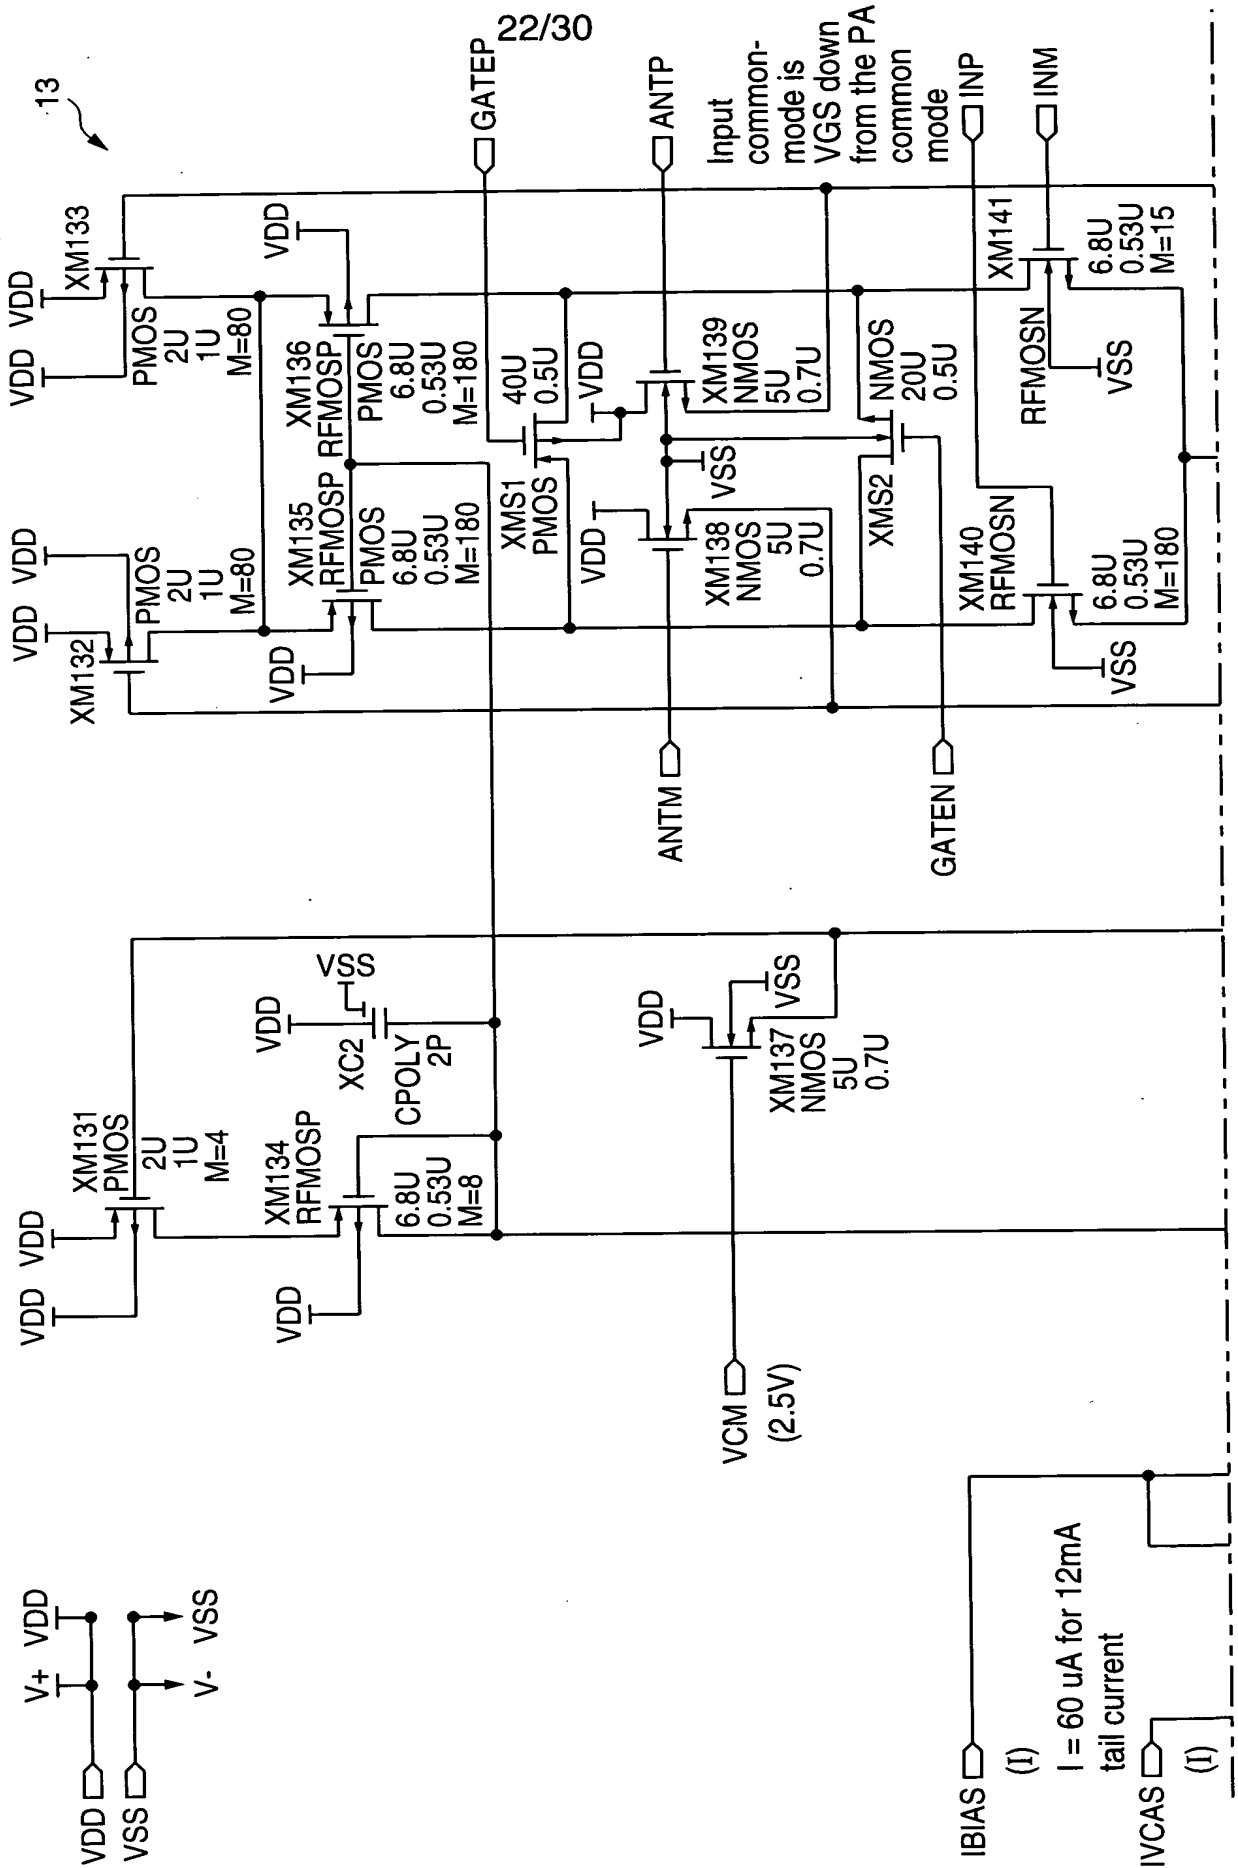 22/30
13
VDD
VSS
V+
VDD
V-
VSS
VDD
VDD
XM131
PMOS
2U
1U
M=4
VDD
XM134
RFMOSP
6.8U
0.53U
M=8
VDD
VSS
XC2
CPOLY
2P
VCM
(2.5V)
VDD
VSS
XM137
NMOS
5U
0.7U
IBIAS
(I)
I = 60 uA for 12mA
tail current
IVCAS
(I)
VDD
VDD
XM132
PMOS
2U
1U
M=80
VDD
VDD
XM133
PMOS
2U
1U
M=80
VDD
XM135
RFMOSP
PMOS
6.8U
0.53U
M=180
XM136
RFMOSP
PMOS
6.8U
0.53U
M=180
VDD
GATEP
XMS1
PMOS
40U
0.5U
VDD
ANTM
VDD
XM138
NMOS
5U
0.7U
VSS
XM139
NMOS
5U
0.7U
ANTP
Input
common-
mode is
VGS down
from the PA
common
mode
GATEN
XMS2
NMOS
20U
0.5U
INP
INM
XM140
RFMOSN
6.8U
0.53U
M=180
VSS
XM141
RFMOSN
6.8U
0.53U
M=15
VSS